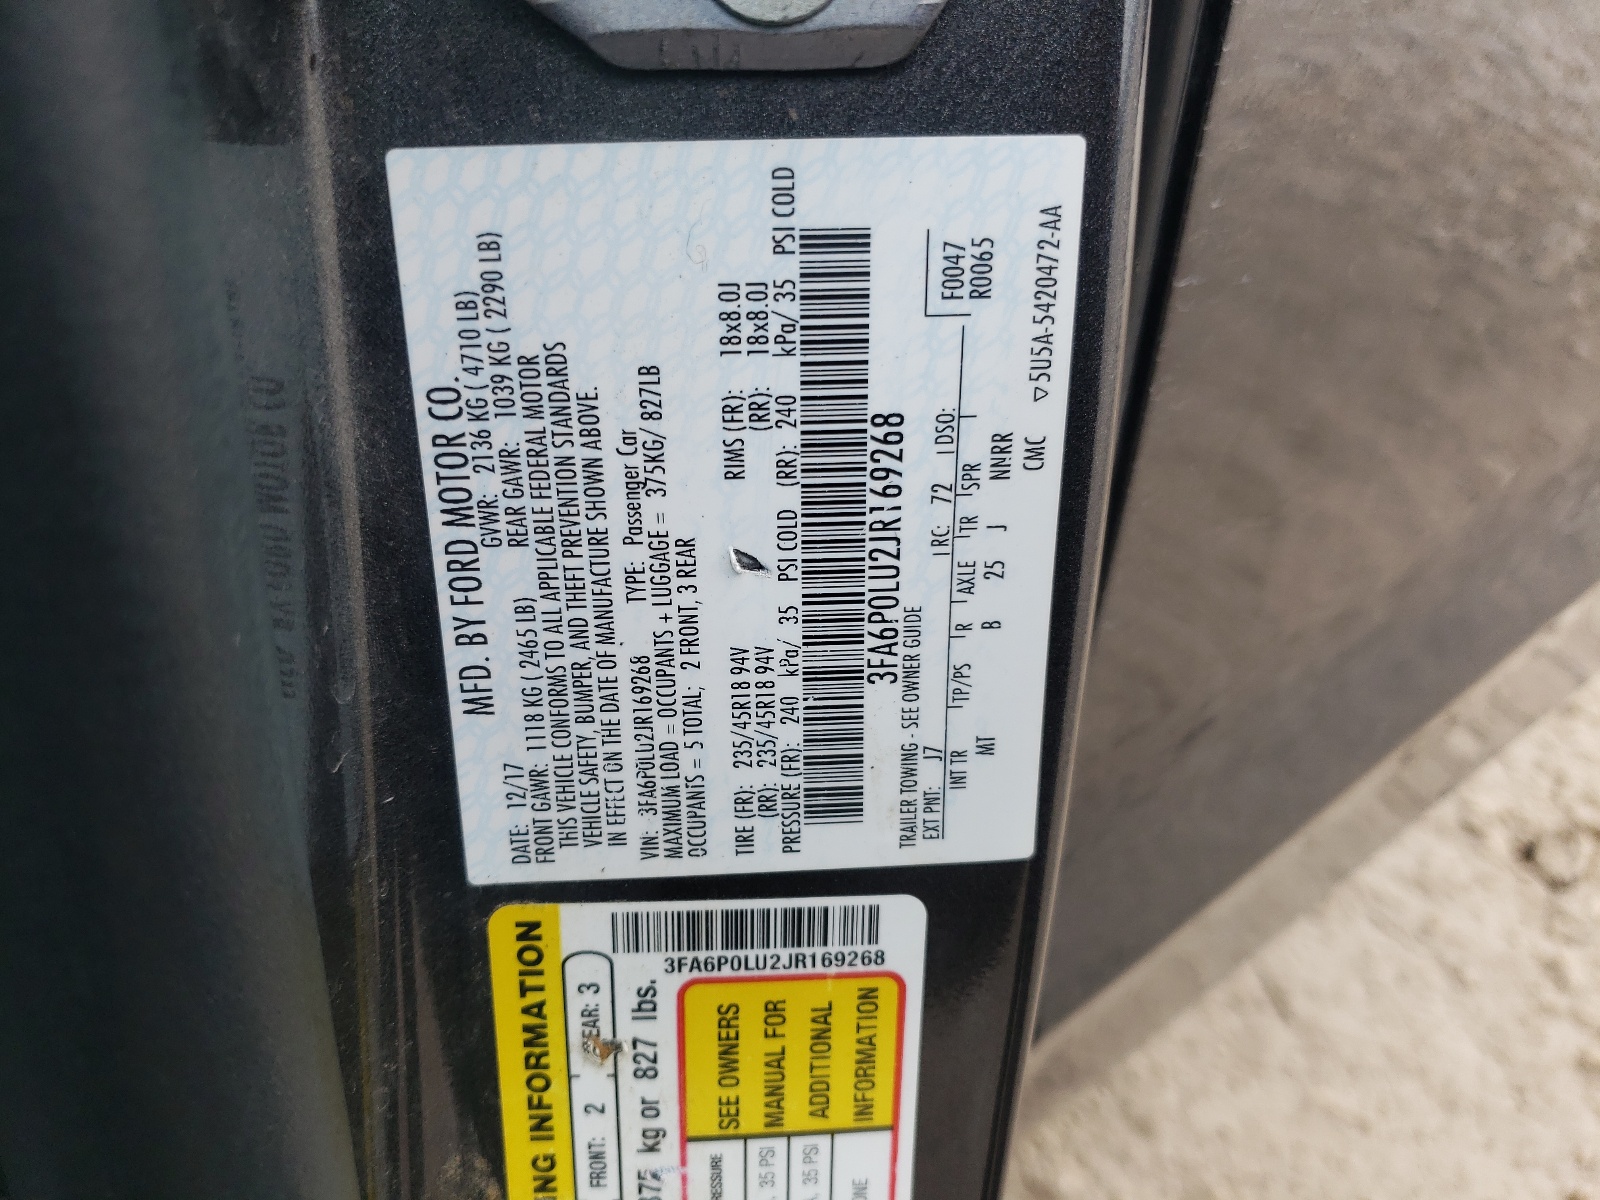 MFD. BY FORD MOTOR CO.
DATE: 12/17 GVWR: 2136 KG ( 4710 LB)
FRONT GAWR: 1118 KG ( 2465 LB) REAR GAWR: 1039 KG ( 2290 LB)
THIS VEHICLE CONFORMS TO ALL APPLICABLE FEDERAL MOTOR
VEHICLE SAFETY, BUMPER, AND THEFT PREVENTION STANDARDS
IN EFFECT ON THE DATE OF MANUFACTURE SHOWN ABOVE.
VIN: 3FA6P0LU2JR169268 TYPE: Passenger Car
MAXIMUM LOAD = OCCUPANTS + LUGGAGE = 375KG/ 827LB
OCCUPANTS = 5 TOTAL; 2 FRONT, 3 REAR
TIRE (FR): 235/45R18 94V RIMS (FR): 18x8.0J
(RR): 235/45R18 94V (RR): 18x8.0J
PRESSURE (FR): 240 kPa/ 35 PSI COLD (RR): 240 kPa/ 35 PSI COLD
3FA6P0LU2JR169268
TRAILER TOWING - SEE OWNER GUIDE
EXT PNT: J7 RC: 72 DSO: F0047
INT TR TP/PS R AXLE TR SPR R0065
MT B 25 J NNRR
CMC
▽5U5A-5420472-AA
NG INFORMATION
FRONT: 2 EAR: 3
375 kg or 827 lbs.
3FA6P0LU2JR169268
RESSURE
35 PSI
35 PSI
ONE
SEE OWNERS
MANUAL FOR
ADDITIONAL
INFORMATION